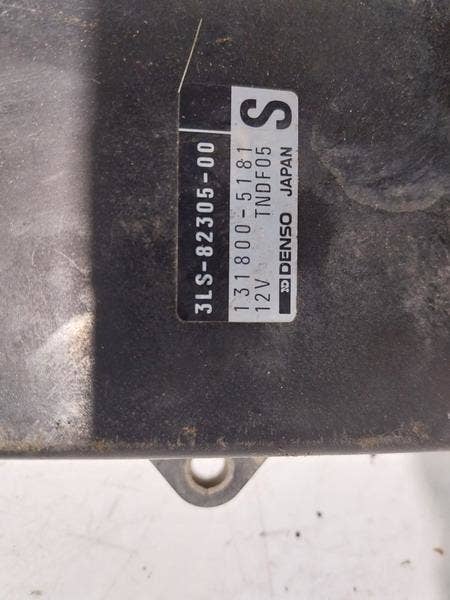 3LS-82305-00
131800-5181
12V TNDF05
DENSO JAPAN
S